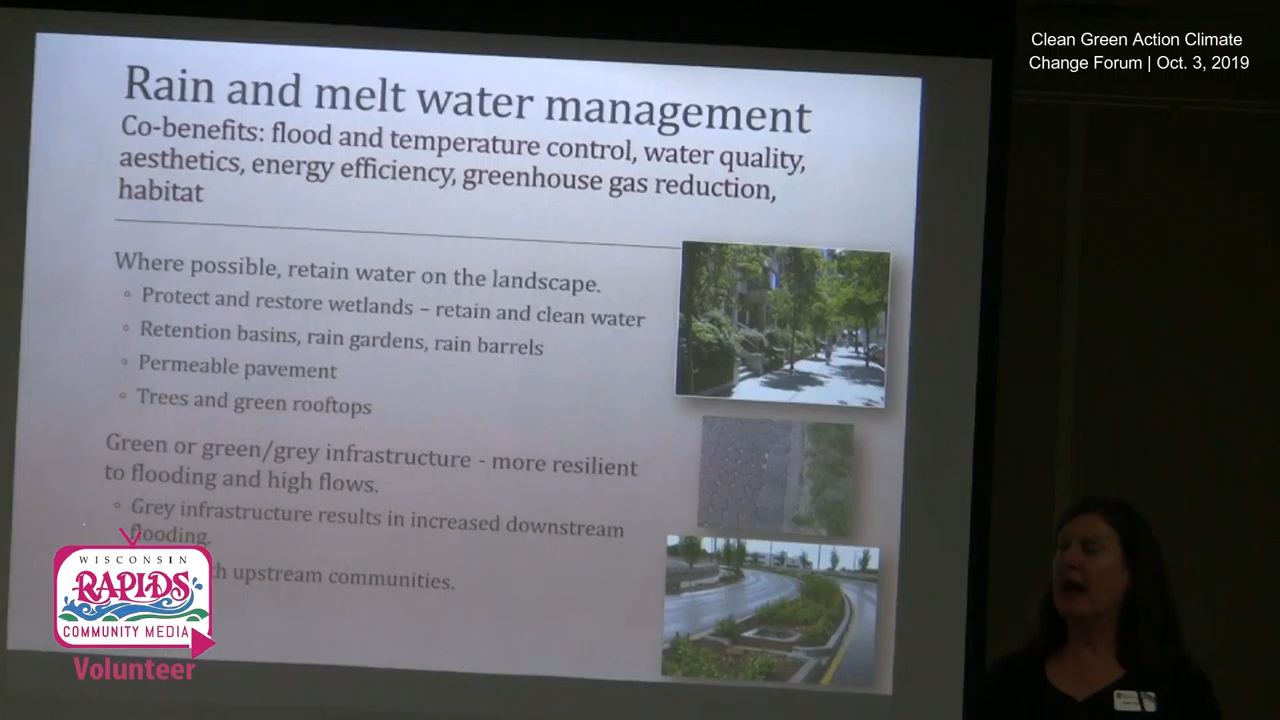 Clean Green Action Climate
Change Forum | Oct. 3, 2019
Rain and melt water management
Co-benefits: flood and temperature control, water quality,
aesthetics, energy efficiency, greenhouse gas reduction,
habitat
Where possible, retain water on the landscape.
Protect and restore wetlands – retain and clean water
Retention basins, rain gardens, rain barrels
Permeable pavement
Trees and green rooftops
Green or green/grey infrastructure - more resilient
to flooding and high flows.
Grey infrastructure results in increased downstream
flooding.
upstream communities.
WISCONSIN
RAPIDS
COMMUNITY MEDIA
Volunteer